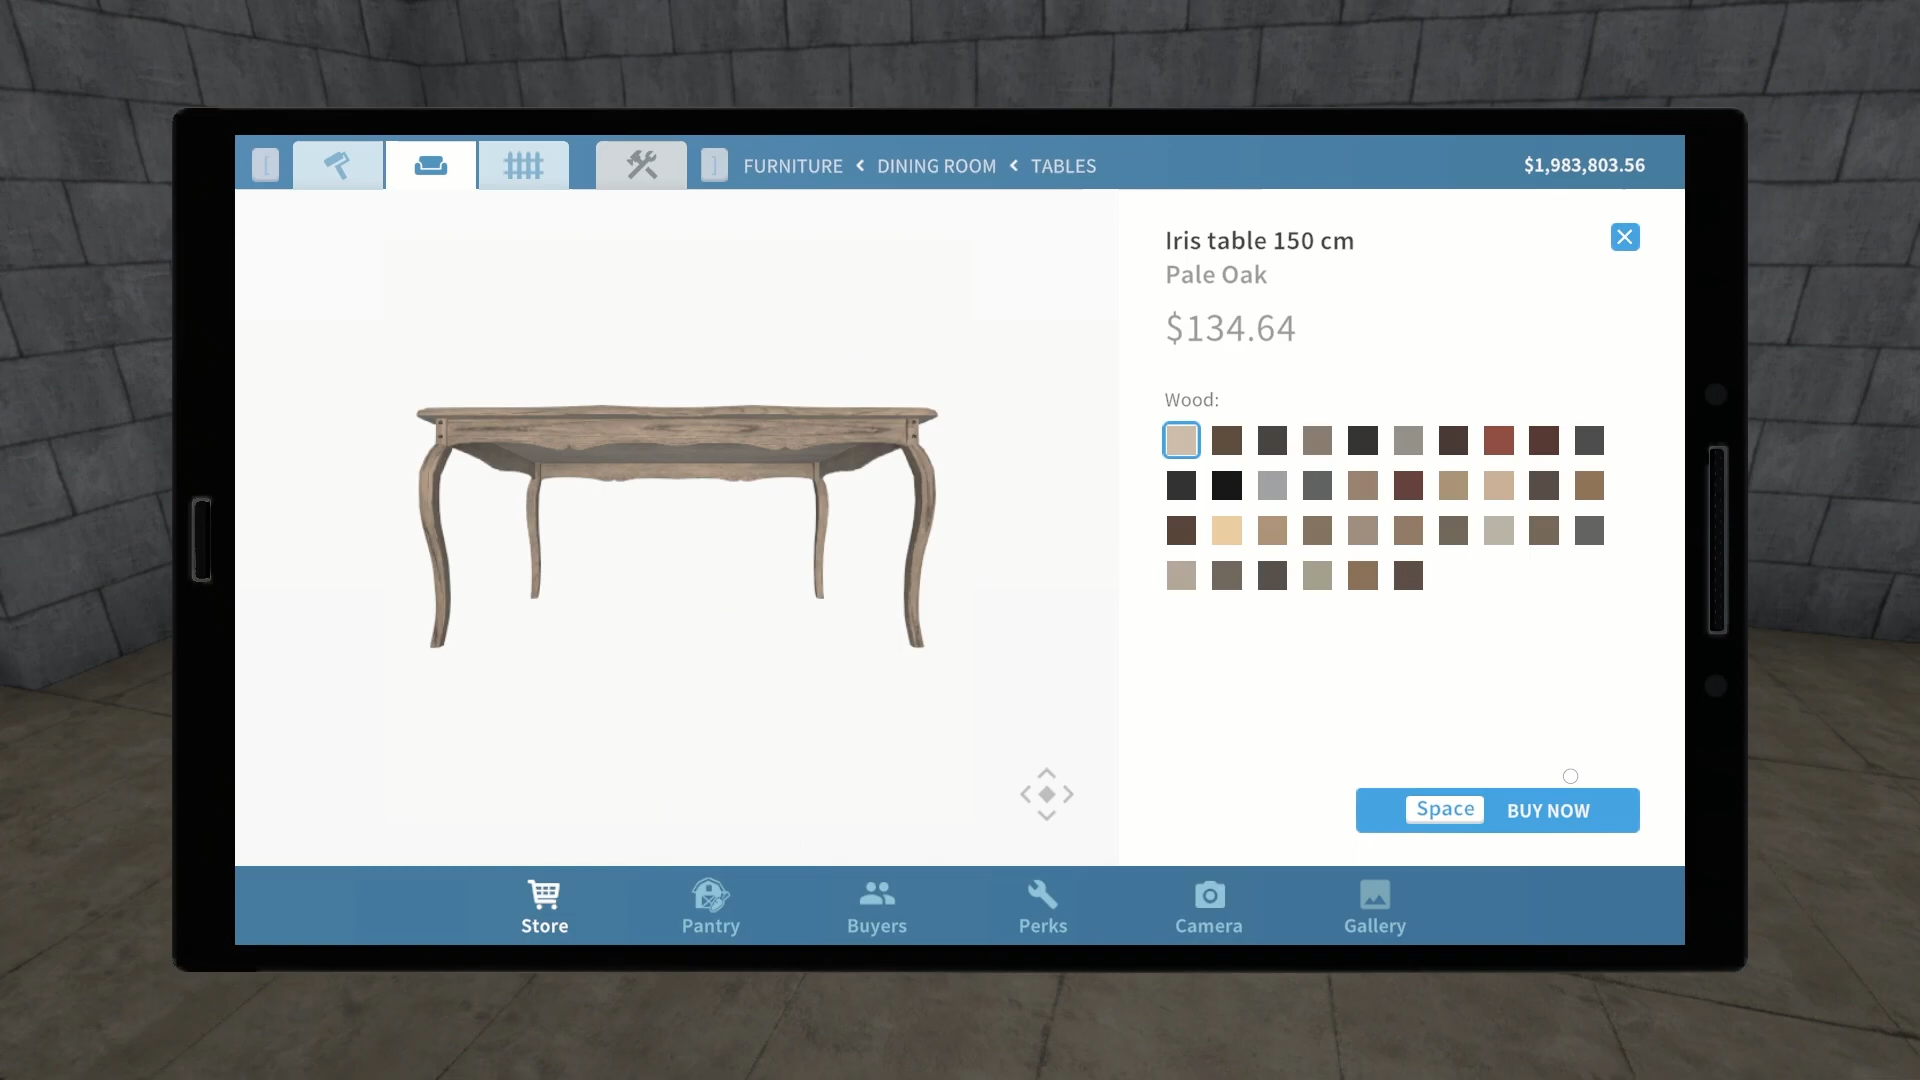 [ ] FURNITURE < DINING ROOM < TABLES $1,983,803.56
Iris table 150 cm
Pale Oak
$134.64
Wood:
Space BUY NOW
Store Pantry Buyers Perks Camera Gallery